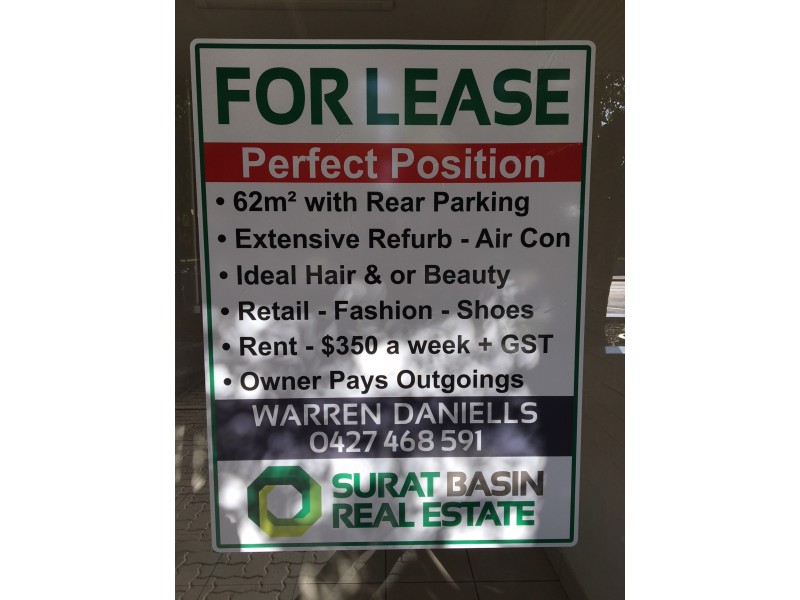 FOR LEASE
Perfect Position
• 62m² with Rear Parking
• Extensive Refurb - Air Con
• Ideal Hair & or Beauty
• Retail - Fashion - Shoes
• Rent - $350 a week + GST
• Owner Pays Outgoings
WARREN DANIELLS
0427 468 591
SURAT BASIN
REAL ESTATE